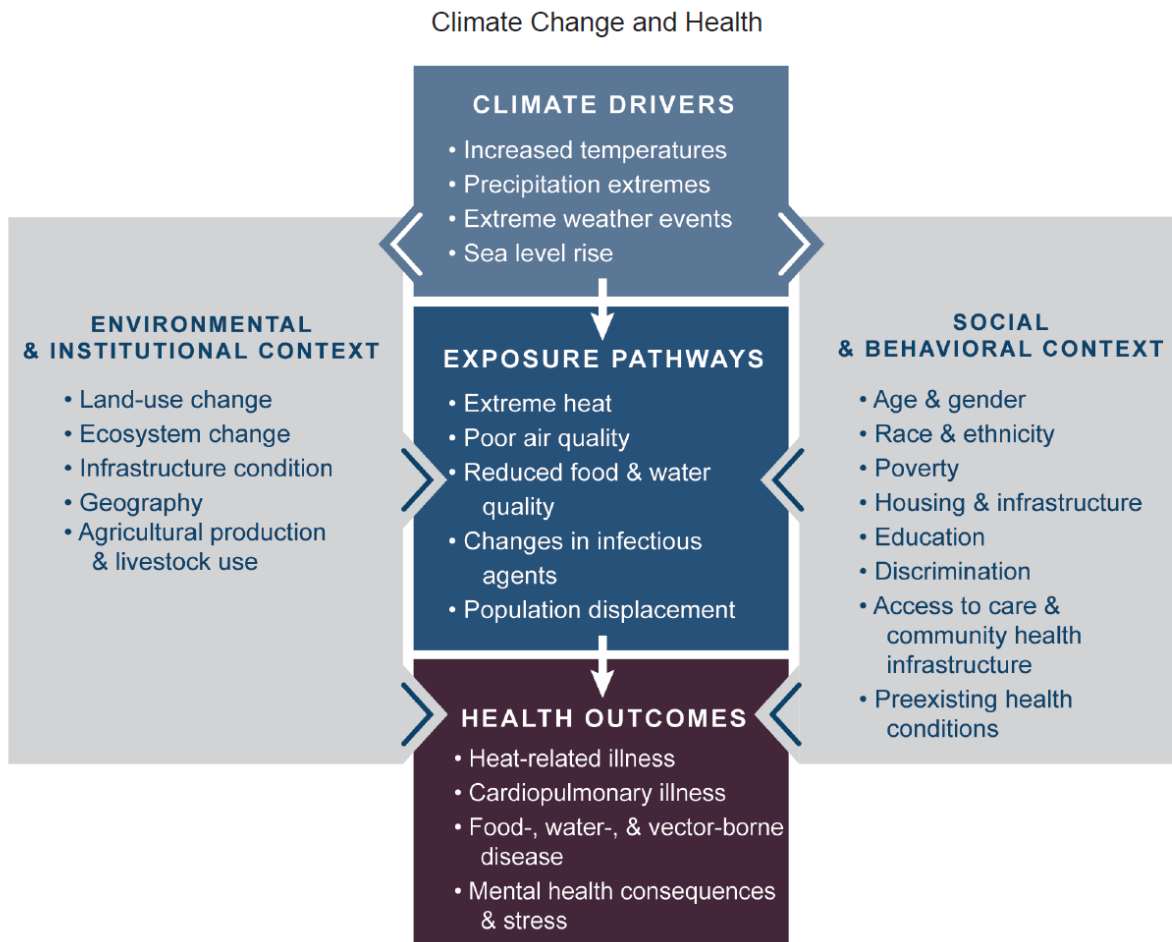 Climate Change and Health
CLIMATE DRIVERS
• Increased temperatures
• Precipitation extremes
• Extreme weather events
• Sea level rise
ENVIRONMENTAL
& INSTITUTIONAL CONTEXT
• Land-use change
• Ecosystem change
• Infrastructure condition
• Geography
• Agricultural production
& livestock use
EXPOSURE PATHWAYS
• Extreme heat
• Poor air quality
• Reduced food & water
quality
• Changes in infectious
agents
• Population displacement
SOCIAL
& BEHAVIORAL CONTEXT
• Age & gender
• Race & ethnicity
• Poverty
• Housing & infrastructure
• Education
• Discrimination
• Access to care &
community health
infrastructure
• Preexisting health
conditions
HEALTH OUTCOMES
• Heat-related illness
• Cardiopulmonary illness
• Food-, water-, & vector-borne
disease
• Mental health consequences
& stress